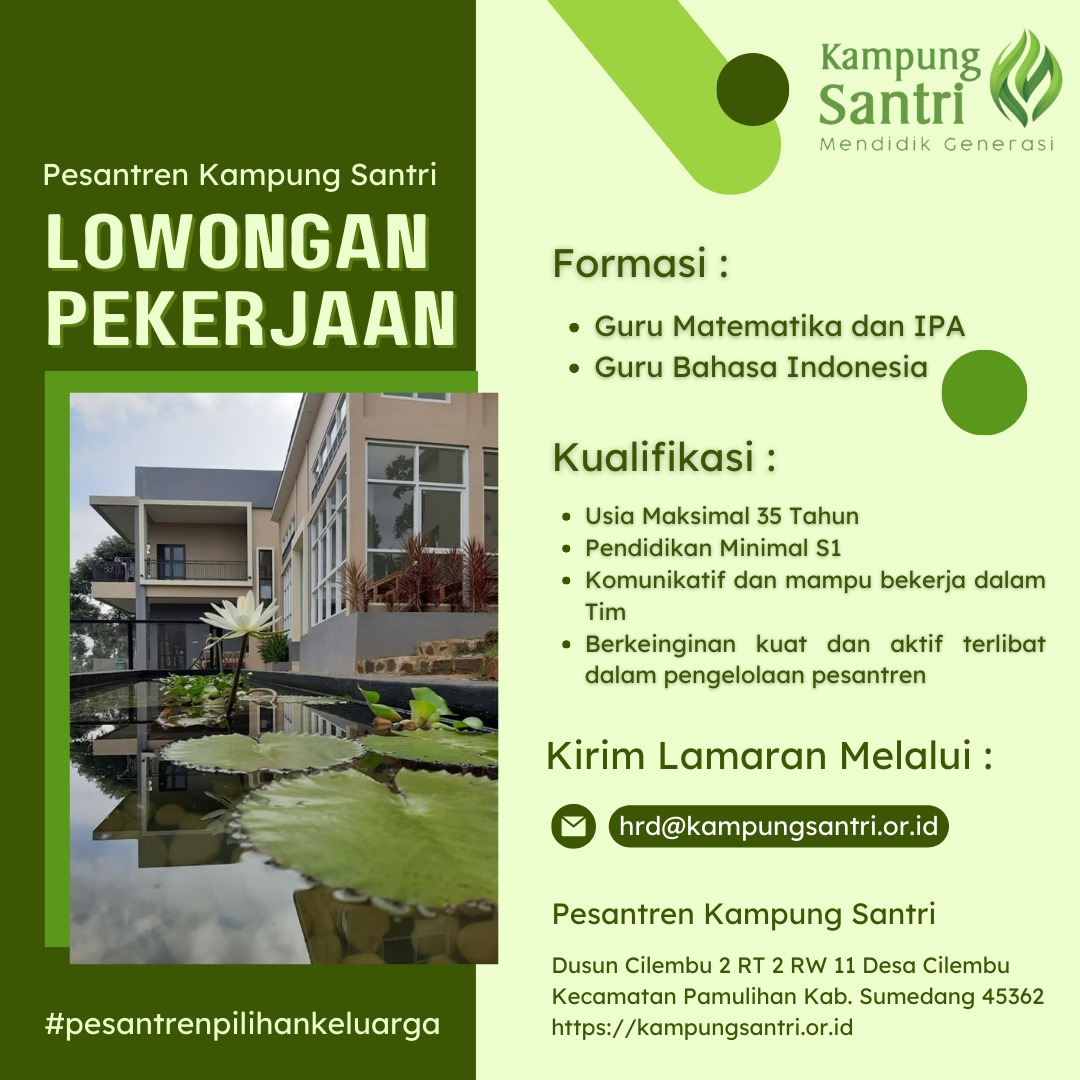 Kampung
Santri
Mendidik Generasi
Pesantren Kampung Santri
LOWONGAN
PEKERJAAN
#pesantrenpilihankeluarga
Formasi :
• Guru Matematika dan IPA
• Guru Bahasa Indonesia
Kualifikasi :
• Usia Maksimal 35 Tahun
• Pendidikan Minimal S1
• Komunikatif dan mampu bekerja dalam
Tim
• Berkeinginan kuat dan aktif terlibat
dalam pengelolaan pesantren
Kirim Lamaran Melalui :
hrd@kampungsantri.or.id
Pesantren Kampung Santri
Dusun Cilembu 2 RT 2 RW 11 Desa Cilembu
Kecamatan Pamulihan Kab. Sumedang 45362
https://kampungsantri.or.id